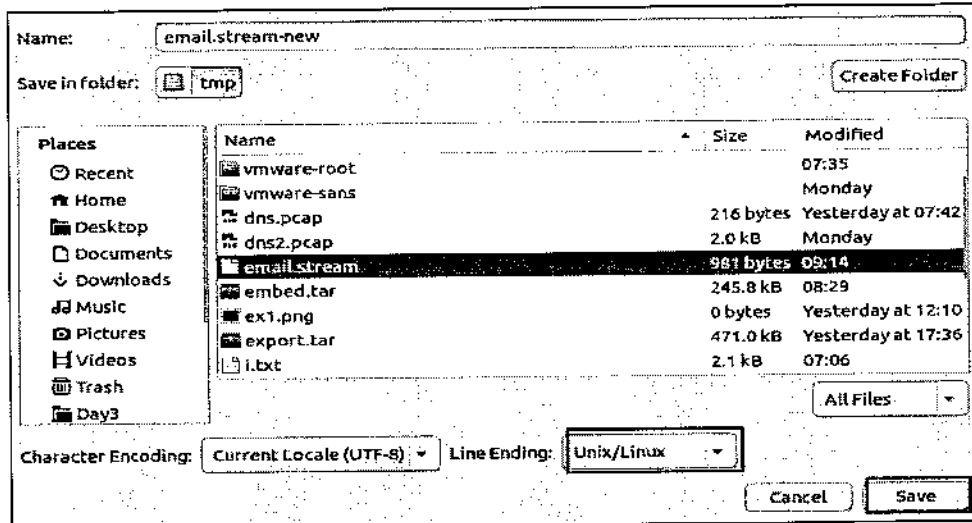 Name: email.stream-new
Save in folder: tmp Create Folder
Places Name Size Modified
Recent vmware-root 07:35
Home vmware-sans Monday
Desktop dns.pcap 216 bytes Yesterday at 07:42
Documents dns2.pcap 2.0 kB Monday
Downloads email.stream 981 bytes 09:14
Music embed.tar 245.8 kB 08:29
Pictures ex1.png 0 bytes Yesterday at 12:10
Videos export.tar 471.0 kB Yesterday at 17:36
Trash i.txt 2.1 kB 07:06
Day3 All Files
Character Encoding: Current Locale (UTF-8) Line Ending: Unix/Linux
Cancel Save